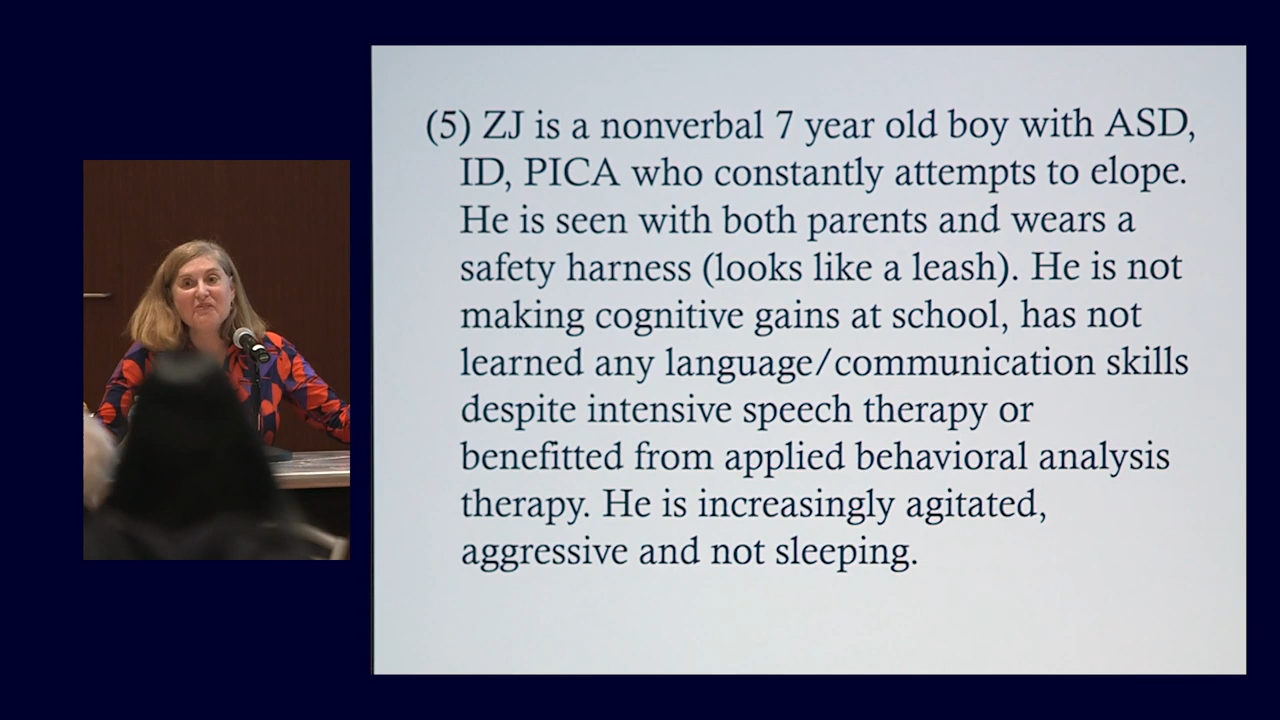 (5) ZJ is a nonverbal 7 year old boy with ASD,
ID, PICA who constantly attempts to elope.
He is seen with both parents and wears a
safety harness (looks like a leash). He is not
making cognitive gains at school, has not
learned any language/communication skills
despite intensive speech therapy or
benefitted from applied behavioral analysis
therapy. He is increasingly agitated,
aggressive and not sleeping.